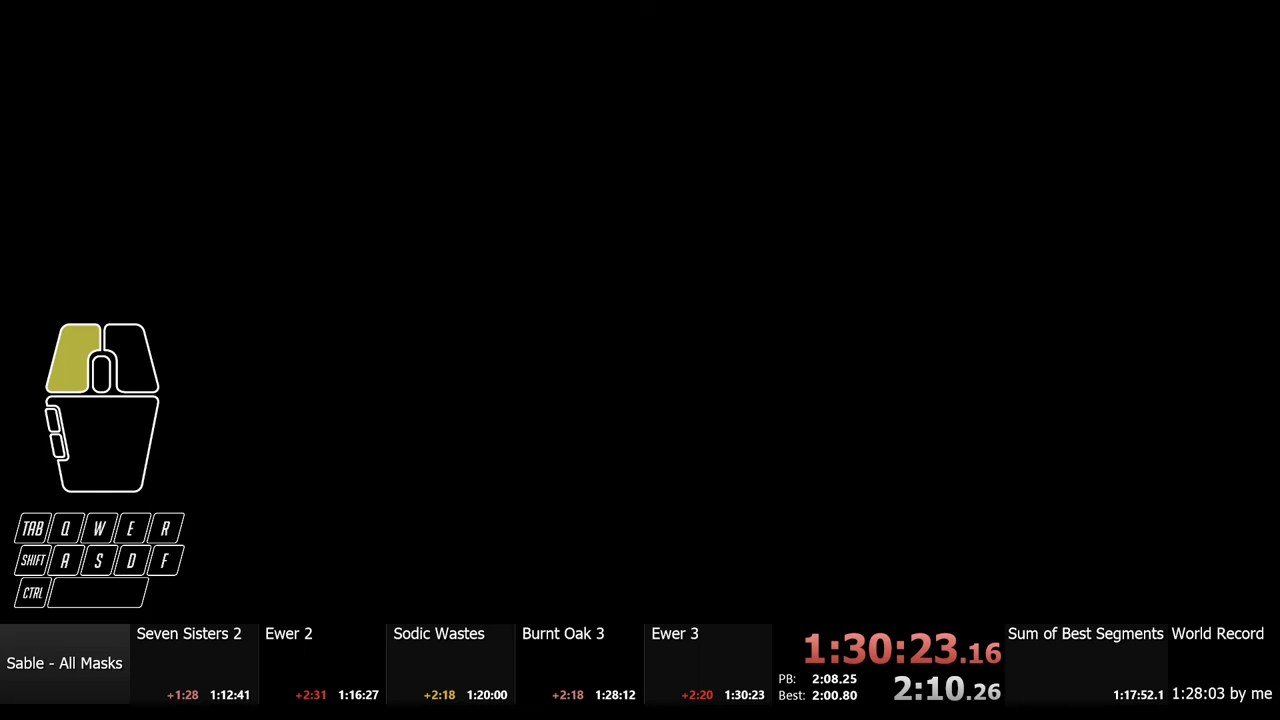 TAB Q W E R
SHIFT A S D F
CTRL
Sable - All Masks
Seven Sisters 2
+1:28 1:12:41
Ewer 2
+2:31 1:16:27
Sodic Wastes
+2:18 1:20:00
Burnt Oak 3
+2:18 1:28:12
Ewer 3
+2:20 1:30:23
1:30:23.16
PB: 2:08.25
Best: 2:00.80
2:10.26
Sum of Best Segments
1:17:52.1
World Record
1:28:03 by me